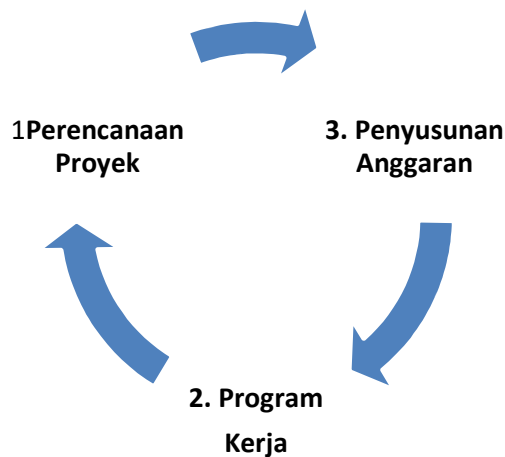 1Perencanaan
Proyek
3. Penyusunan
Anggaran
2. Program
Kerja